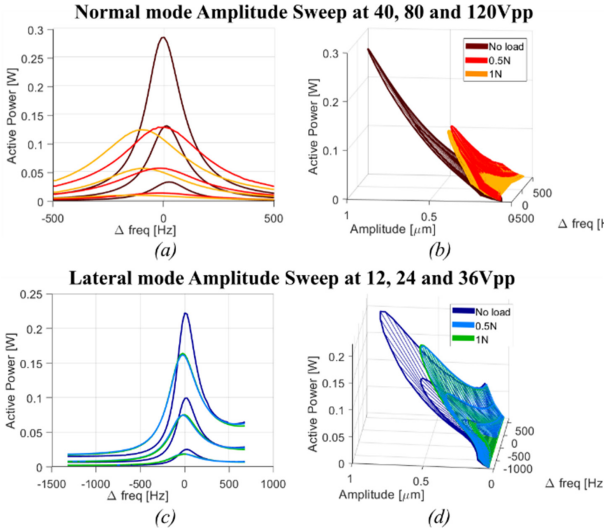 Normal mode Amplitude Sweep at 40, 80 and 120Vpp
Active Power [W]
0.3
0.25
0.2
0.15
0.1
0.05
0
-500
0
500
Δ freq [Hz]
(a)
Active Power [W]
0.3
0.2
0.1
0
1
0.5
Amplitude [μm]
0
-500
0
500
Δ freq [H
No load
0.5N
1N
(b)
Lateral mode Amplitude Sweep at 12, 24 and 36Vpp
Active Power [W]
0.25
0.2
0.15
0.1
0.05
0
-1500
-1000
-500
0
500
1000
Δ freq [Hz]
(c)
Active Power [W]
0.2
0.15
0.1
0.05
0
1
0.5
0
Amplitude [μm]
500
0
-500
-1000
Δ freq [Hz]
No load
0.5N
1N
(d)